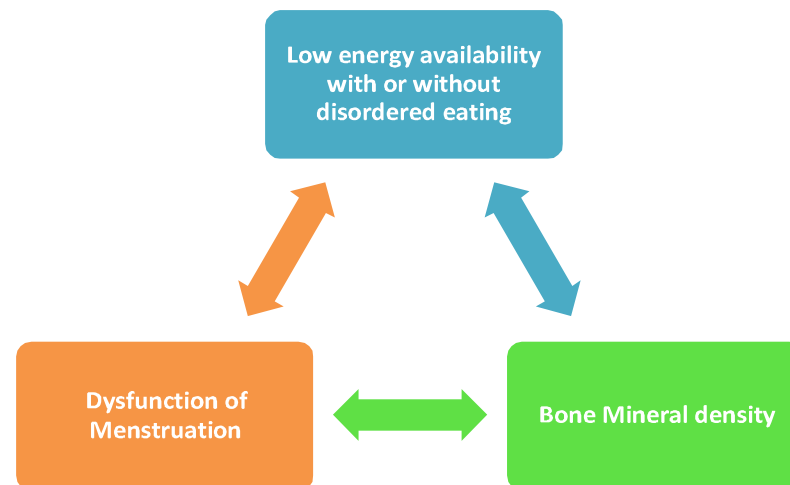 Low energy availability
with or without
disordered eating
Dysfunction of
Menstruation
Bone Mineral density